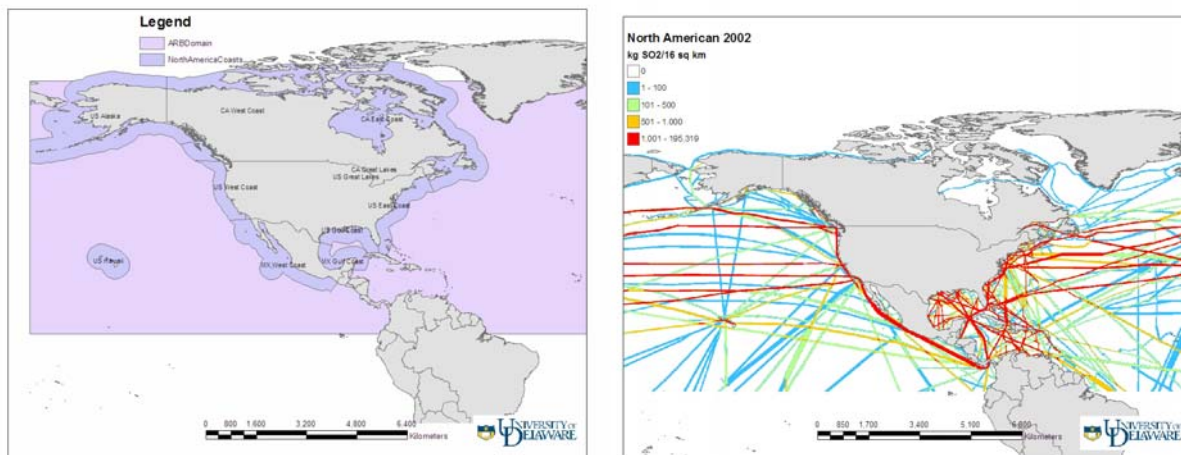 Legend
ARBDomain
NorthAmericaCoasts
US Alaska
CA West Coast
CA East Coast
CA Great Lakes
US Great Lakes
US West Coast
US East Coast
US Gulf Coast
MX West Coast
MX Gulf Coast
0 800 1.600 3.200 4.800 6.400
Kilometers
UNIVERSITY OF
DELAWARE
North American 2002
kg SO2/16 sq km
0
1 - 100
101 - 500
501 - 1.000
1.001 - 195.319
0 850 1.700 3.400 5.100 6.800
Kilometers
UNIVERSITY OF
DELAWARE